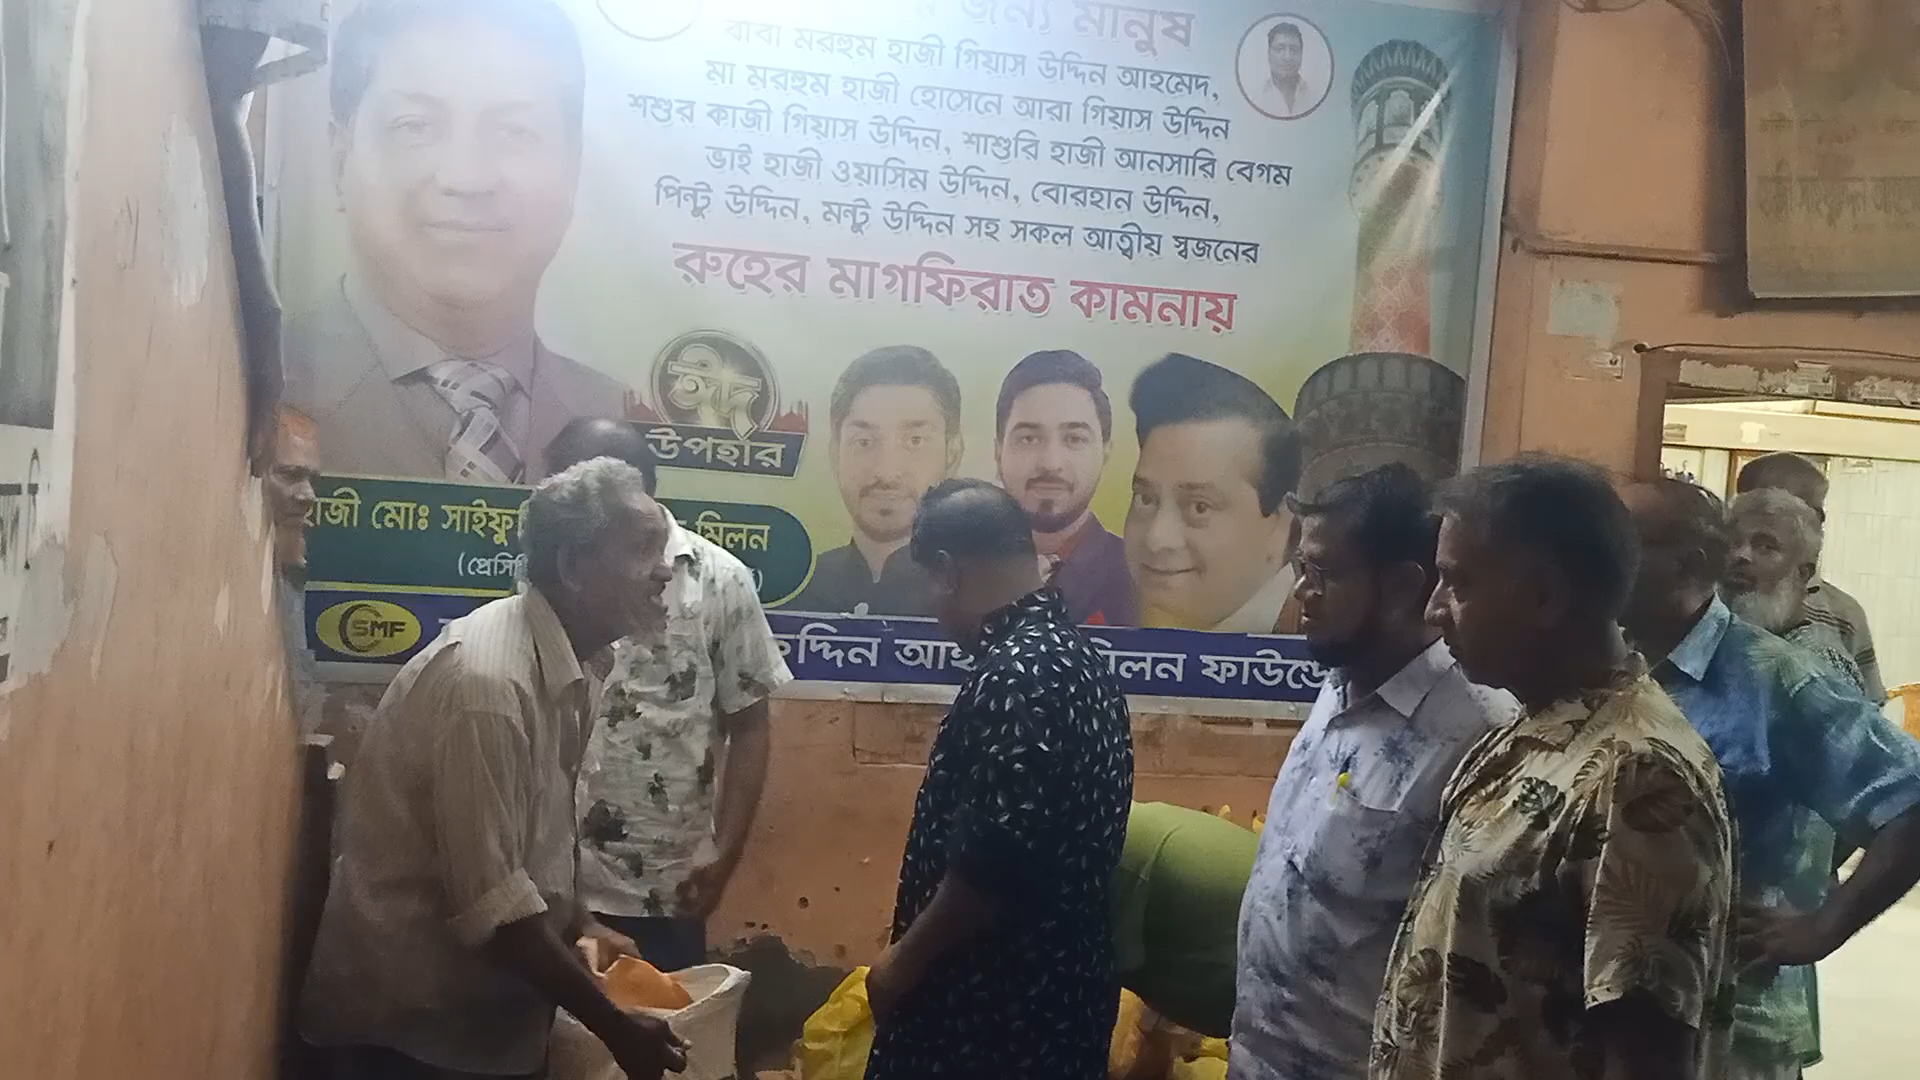 জন্য মানুষ
বাবা মরহুম হাজী গিয়াস উদ্দিন আহমেদ,
মা মরহুম হাজী হোসেনে আরা গিয়াস উদ্দিন
শশুর কাজী গিয়াস উদ্দিন, শাশুরি হাজী আনসারি বেগম
ভাই হাজী ওয়াসিম উদ্দিন, বোরহান উদ্দিন,
পিন্টু উদ্দিন, মন্টু উদ্দিন সহ সকল আত্মীয় স্বজনের
রুহের মাগফিরাত কামনায়
ঈদ
উপহার
হাজী মোঃ সাইফু মিলন
SMF
দ্দিন আহ মিলন ফাউন্ডে